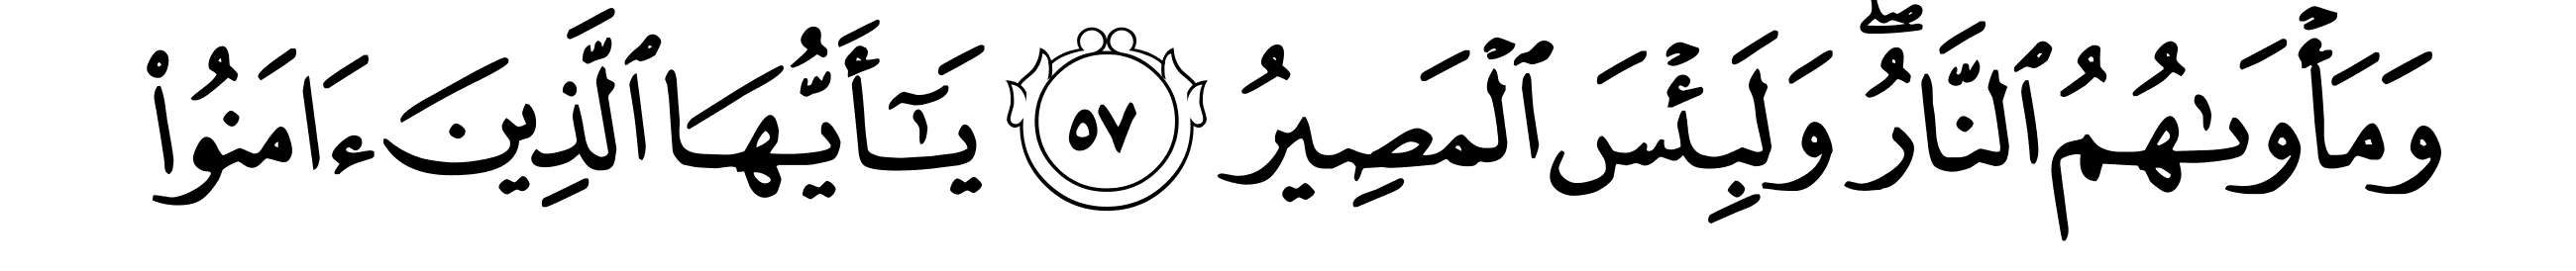 وَمَأْوَىٰهُمُ ٱلنَّارُۖ وَلَبِئْسَ ٱلْمَصِيرُ ٥٧ يَـٰٓأَيُّهَا ٱلَّذِينَ ءَامَنُوا۟